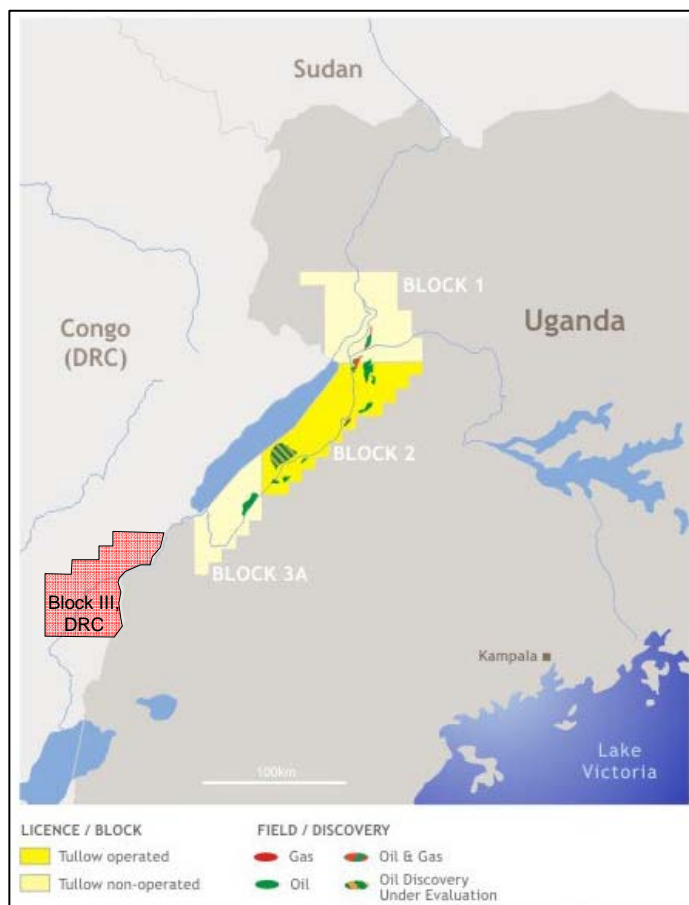 Sudan
BLOCK 1
Congo
(DRC)
Uganda
BLOCK 2
BLOCK 3A
Block III,
DRC
Kampala
Lake
Victoria
100km
LICENCE / BLOCK
Tullow operated
Tullow non-operated
FIELD / DISCOVERY
Gas
Oil
Oil & Gas
Oil Discovery
Under Evaluation